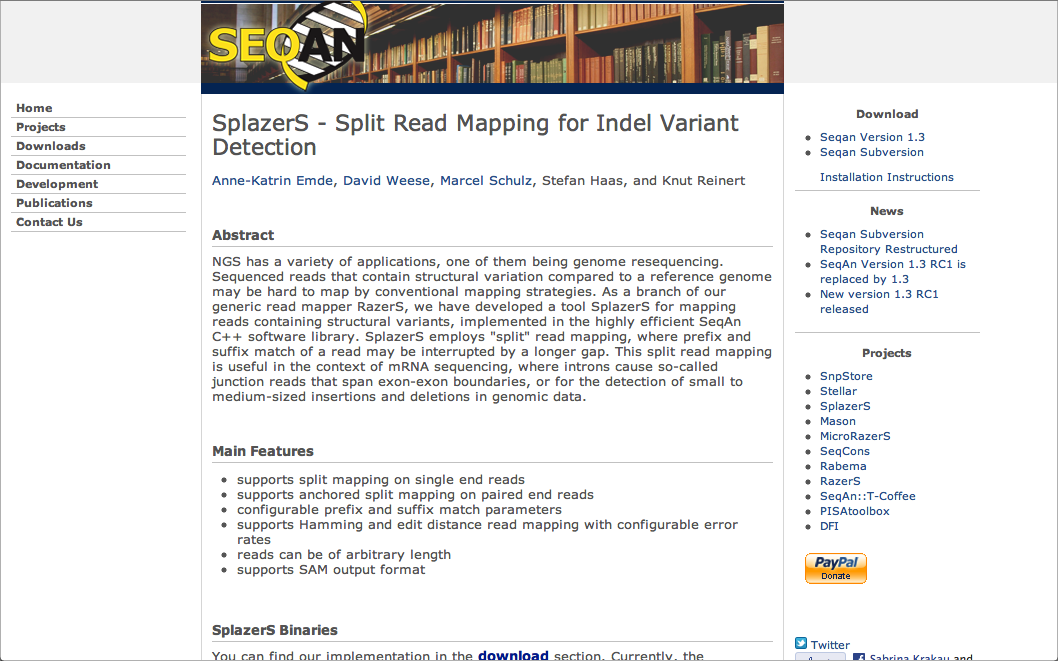 SEQAN
Home
Projects
Downloads
Documentation
Development
Publications
Contact Us
SplazerS - Split Read Mapping for Indel Variant
Detection
Anne-Katrin Emde, David Weese, Marcel Schulz, Stefan Haas, and Knut Reinert
Abstract
NGS has a variety of applications, one of them being genome resequencing.
Sequenced reads that contain structural variation compared to a reference genome
may be hard to map by conventional mapping strategies. As a branch of our
generic read mapper RazerS, we have developed a tool SplazerS for mapping
reads containing structural variants, implemented in the highly efficient SeqAn
C++ software library. SplazerS employs "split" read mapping, where prefix and
suffix match of a read may be interrupted by a longer gap. This split read mapping
is useful in the context of mRNA sequencing, where introns cause so-called
junction reads that span exon-exon boundaries, or for the detection of small to
medium-sized insertions and deletions in genomic data.
Main Features
supports split mapping on single end reads
supports anchored split mapping on paired end reads
configurable prefix and suffix match parameters
supports Hamming and edit distance read mapping with configurable error
rates
reads can be of arbitrary length
supports SAM output format
SplazerS Binaries
You can find our implementation in the download section. Currently, the
Download
Seqan Version 1.3
Seqan Subversion
Installation Instructions
News
Seqan Subversion
Repository Restructured
SeqAn Version 1.3 RC1 is
replaced by 1.3
New version 1.3 RC1
released
Projects
SnpStore
Stellar
SplazerS
Mason
MicroRazerS
SeqCons
Rabema
RazerS
SeqAn::T-Coffee
PISAtoolbox
DFI
PayPal
Donate
Twitter
Sabrina Krakau and